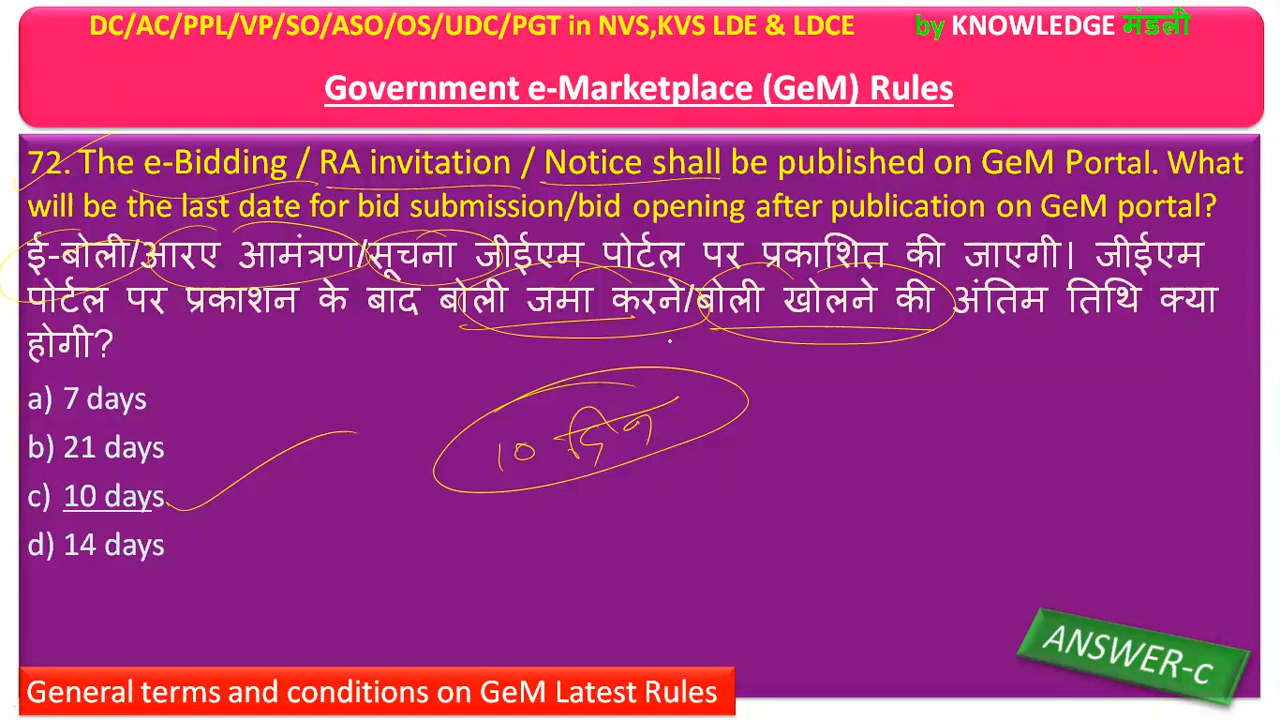 DC/AC/PPL/VP/SO/ASO/OS/UDC/PGT in NVS,KVS LDE & LDCE by KNOWLEDGE मंडली
Government e-Marketplace (GeM) Rules
72. The e-Bidding / RA invitation / Notice shall be published on GeM Portal. What
will be the last date for bid submission/bid opening after publication on GeM portal?
ई-बोली/आरए आमंत्रण/सूचना जीईएम पोर्टल पर प्रकाशित की जाएगी। जीईएम
पोर्टल पर प्रकाशन के बाद बोली जमा करने/बोली खोलने की अंतिम तिथि क्या
होगी?
a) 7 days
b) 21 days
10 दिन
c) 10 days
d) 14 days
ANSWER-c
General terms and conditions on GeM Latest Rules